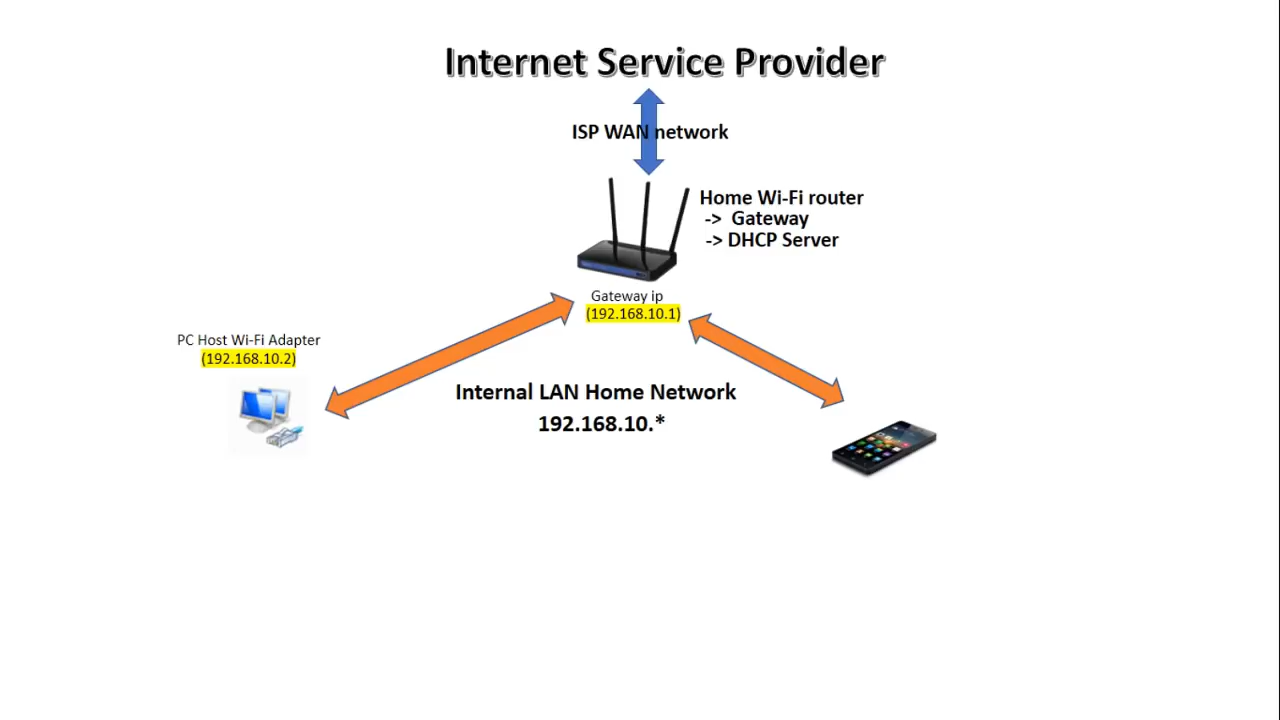 Internet Service Provider
ISP WAN network
Home Wi-Fi router
-> Gateway
-> DHCP Server
Gateway ip
(192.168.10.1)
PC Host Wi-Fi Adapter
(192.168.10.2)
Internal LAN Home Network
192.168.10.*